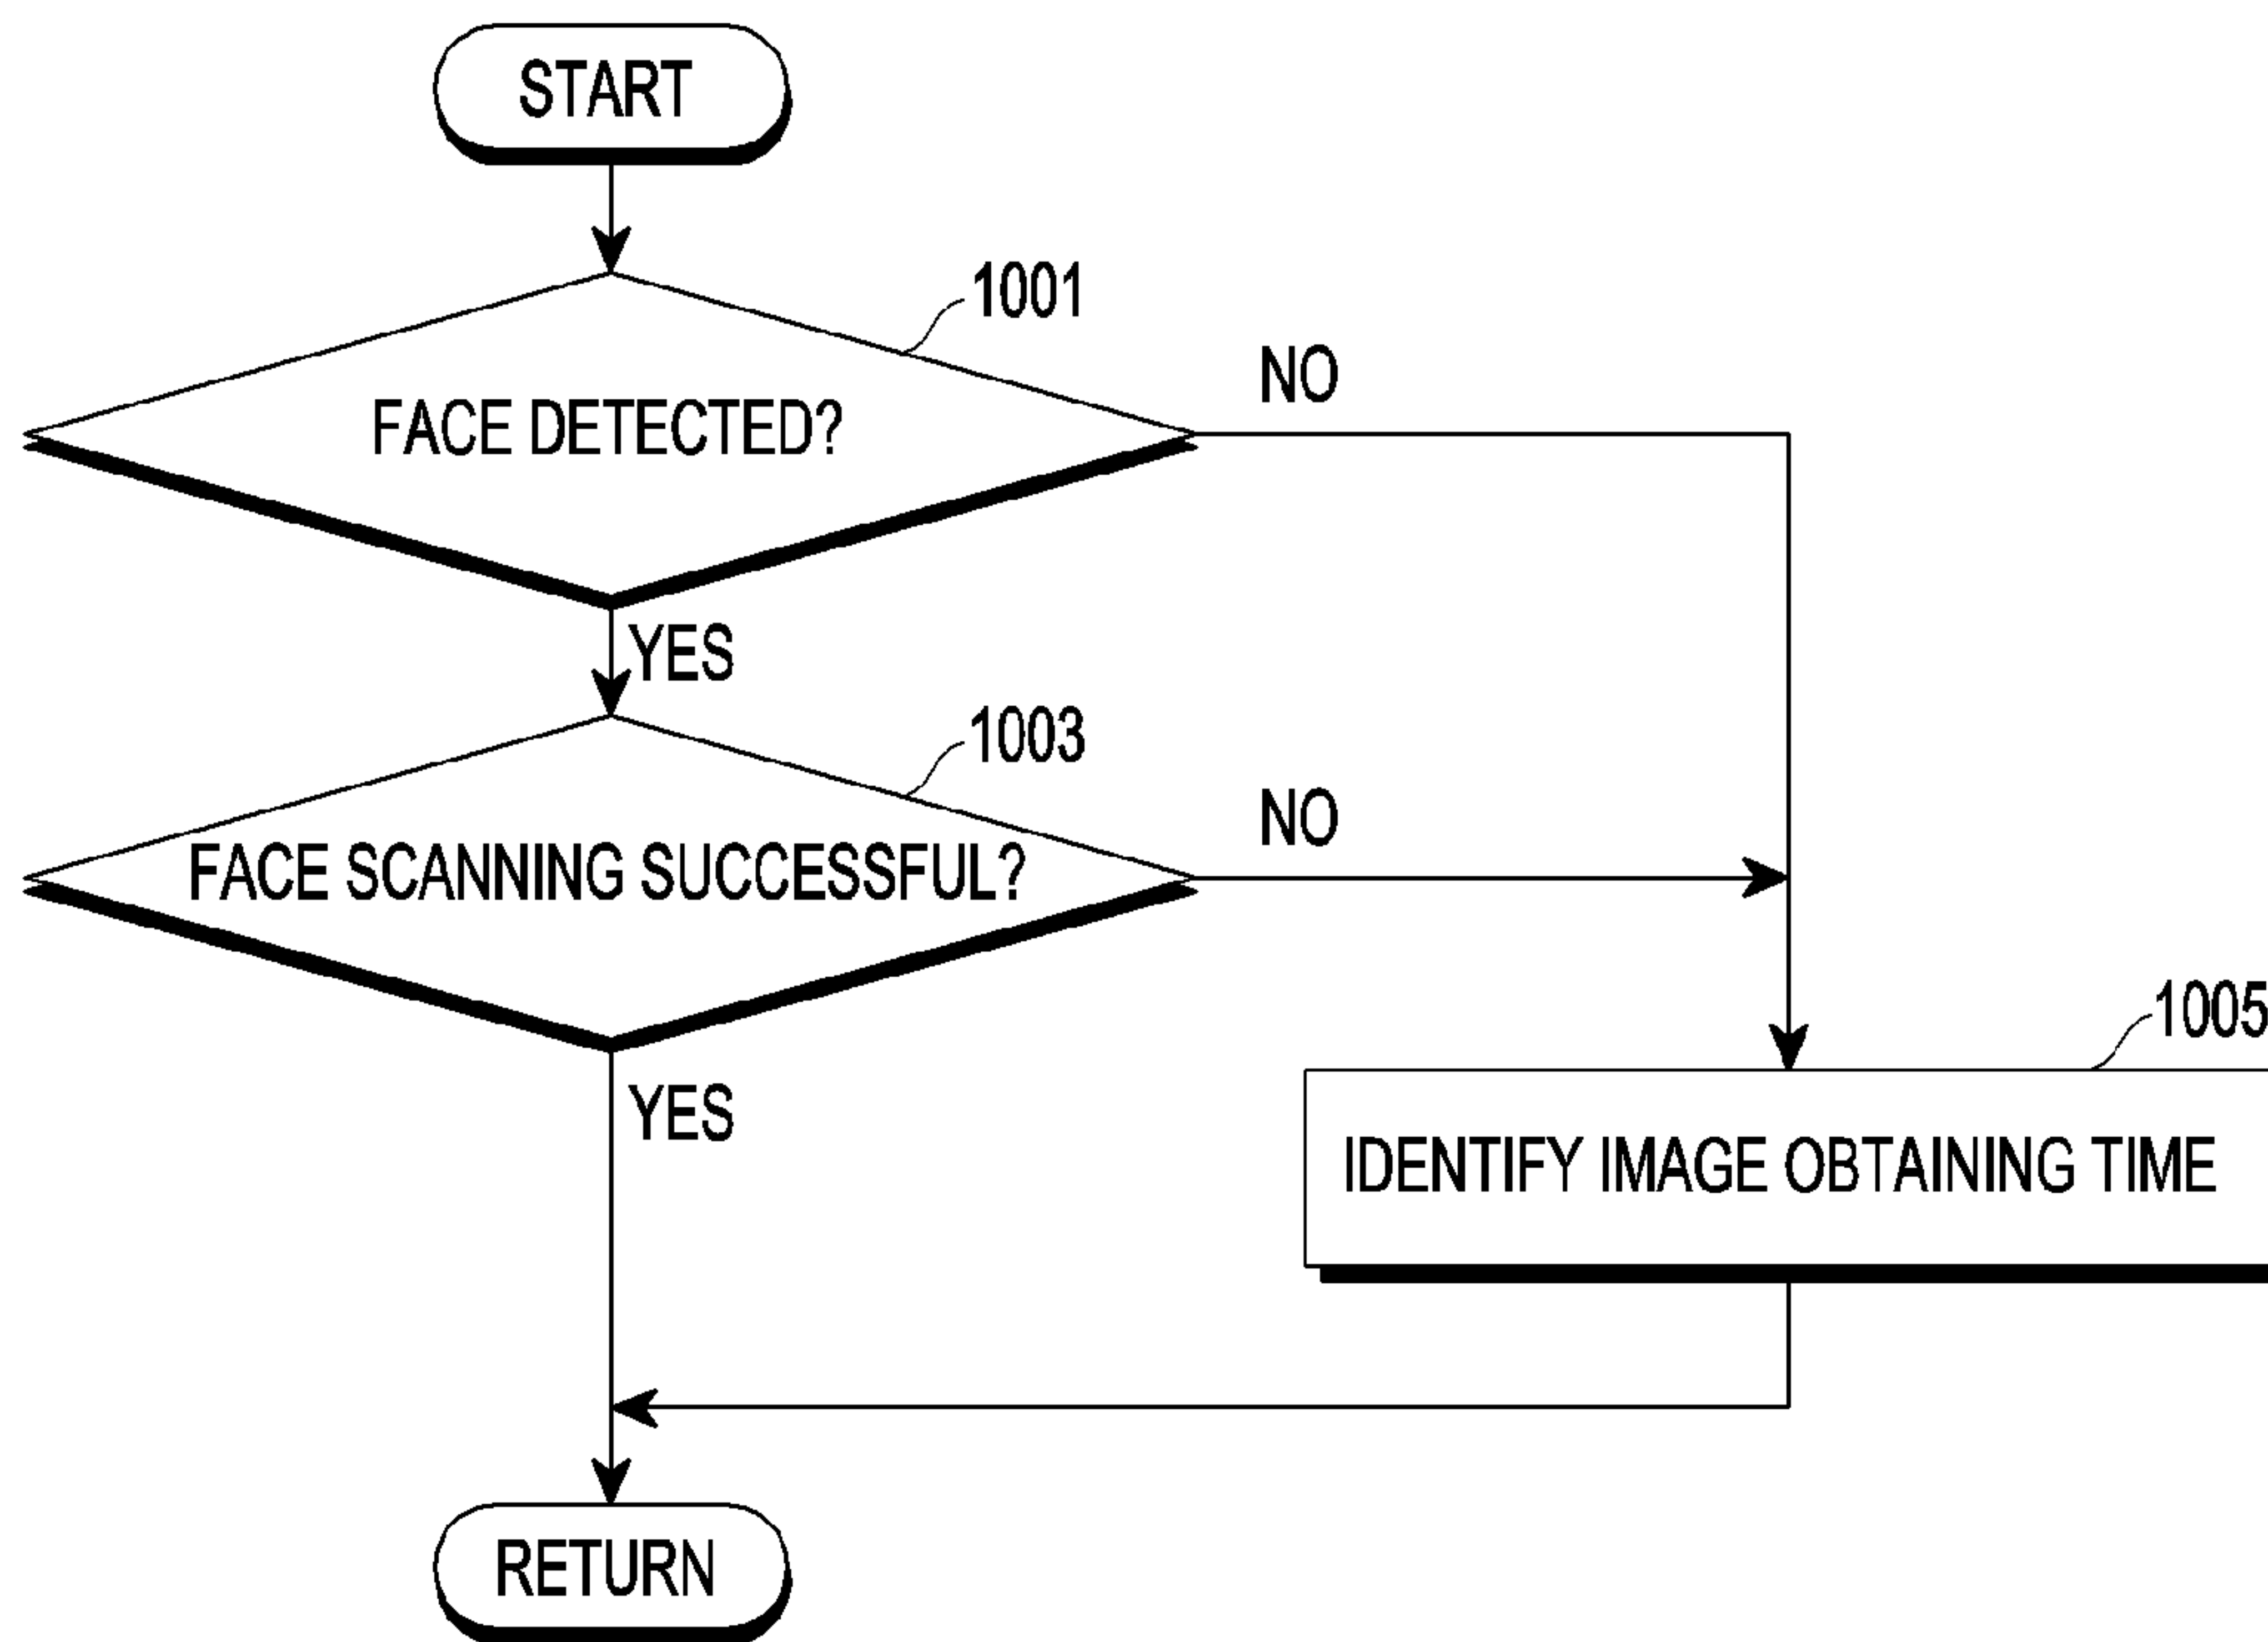 START
1001
NO
FACE DETECTED?
YES
1003
NO
FACE SCANNING SUCCESSFUL?
1005
YES
IDENTIFY IMAGE OBTAINING TIME
RETURN